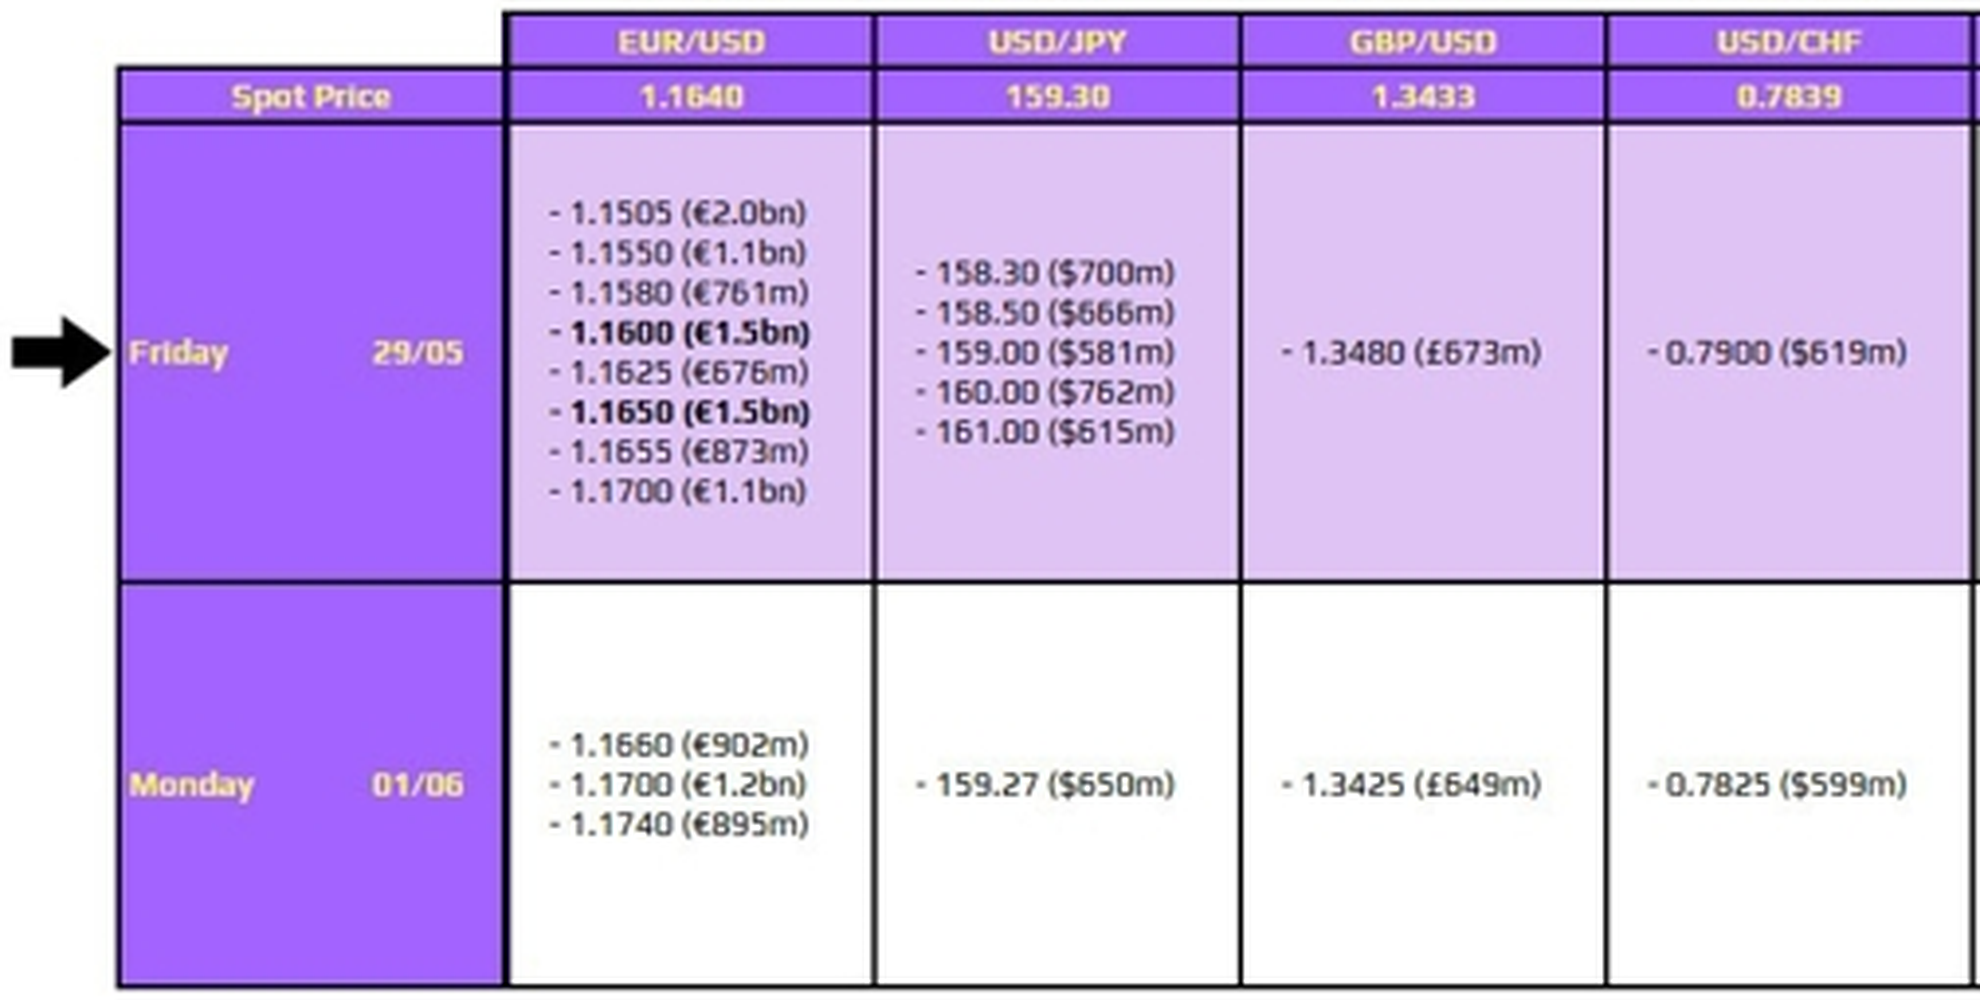 EUR/USD USD/JPY GBP/USD USD/CHF
Spot Price 1.1640 159.30 1.3433 0.7839
Friday 29/05
- 1.1505 (€2.0bn)
- 1.1550 (€1.1bn)
- 1.1580 (€761m)
- 1.1600 (€1.5bn)
- 1.1625 (€676m)
- 1.1650 (€1.5bn)
- 1.1655 (€873m)
- 1.1700 (€1.1bn)
- 158.30 ($700m)
- 158.50 ($666m)
- 159.00 ($581m)
- 160.00 ($762m)
- 161.00 ($615m)
- 1.3480 (£673m)
- 0.7900 ($619m)
Monday 01/06
- 1.1660 (€902m)
- 1.1700 (€1.2bn)
- 1.1740 (€895m)
- 159.27 ($650m)
- 1.3425 (£649m)
- 0.7825 ($599m)